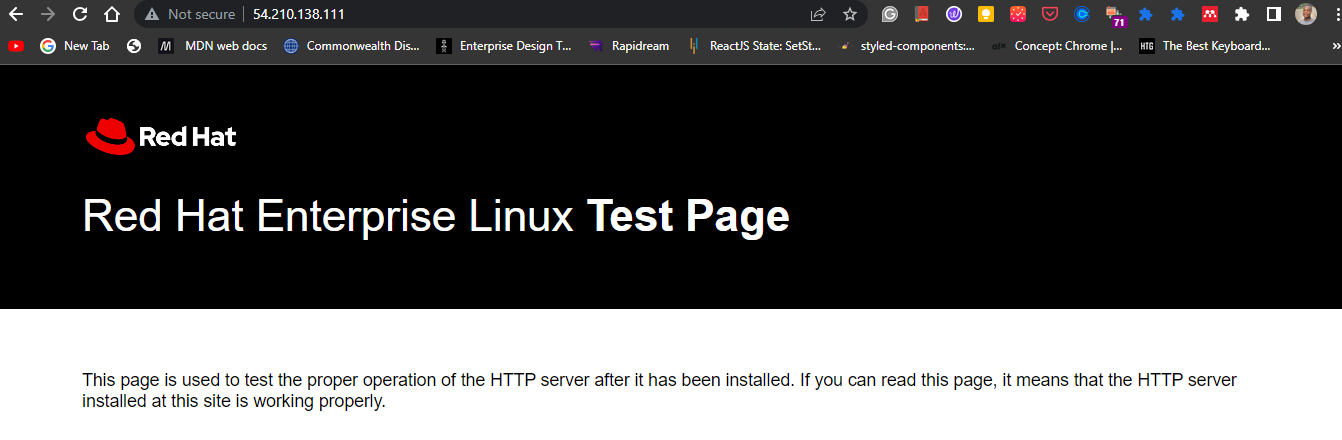 Not secure 54.210.138.111
71
New Tab M MDN web docs Commonwealth Dis... Enterprise Design T... Rapidream ReactJS State: SetSt... styled-components:... Concept: Chrome |... HTG The Best Keyboard... »
Red Hat
Red Hat Enterprise Linux Test Page
This page is used to test the proper operation of the HTTP server after it has been installed. If you can read this page, it means that the HTTP server
installed at this site is working properly.